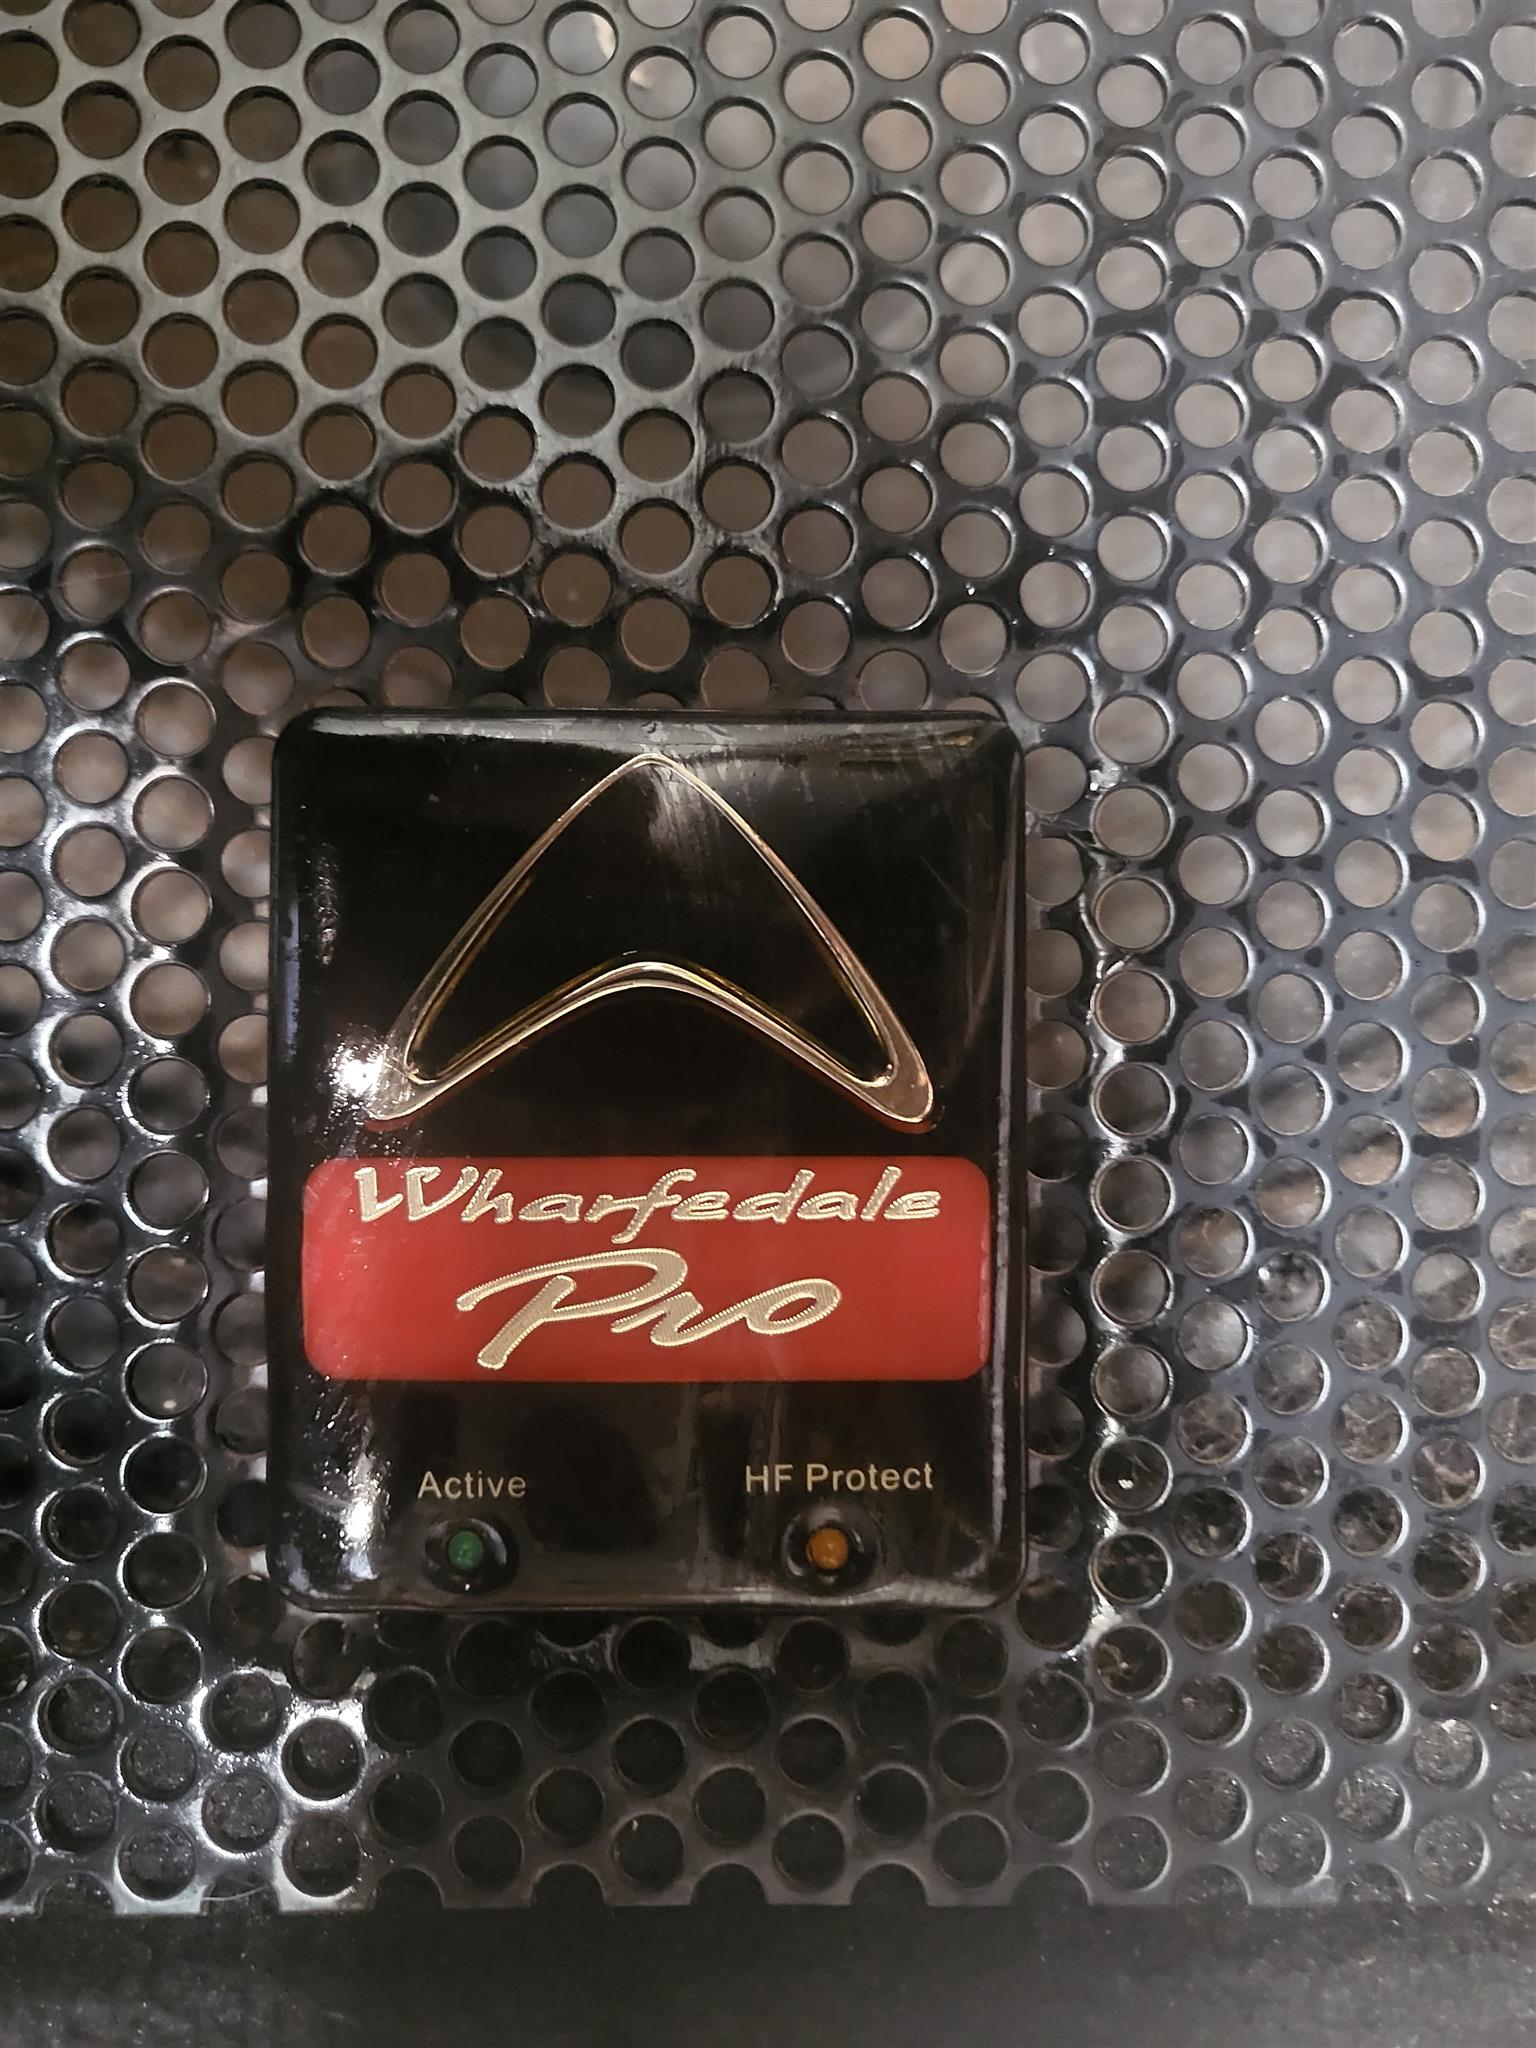 Wharfedale
Pro
Active
HF Protect